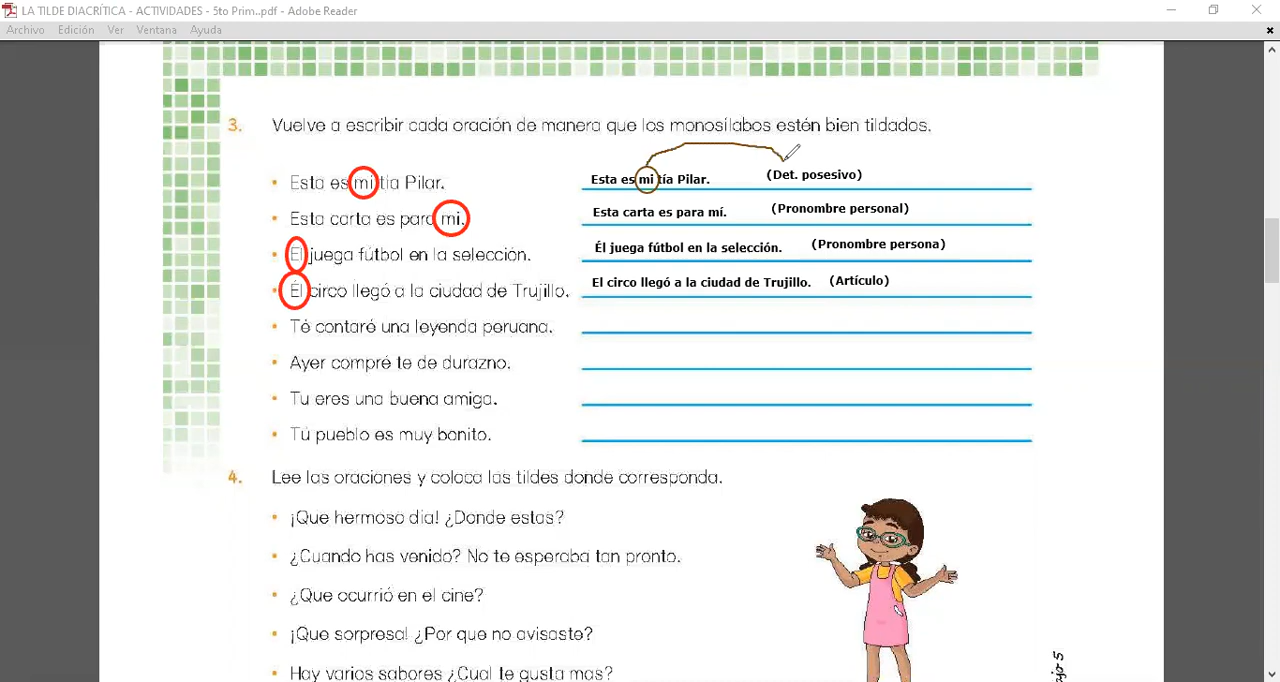 LA TILDE DIACRÍTICA - ACTIVIDADES - 5to Prim..pdf - Adobe Reader
Archivo Edición Ver Ventana Ayuda
3. Vuelve a escribir cada oración de manera que los monosílabos estén bien tildados.
• Esta es mi tía Pilar. Esta es mi tía Pilar. (Det. posesivo)
• Esta carta es para mi. Esta carta es para mí. (Pronombre personal)
• El juega fútbol en la selección. Él juega fútbol en la selección. (Pronombre persona)
• Él circo llegó a la ciudad de Trujillo. El circo llegó a la ciudad de Trujillo. (Artículo)
• Té contaré una leyenda peruana.
• Ayer compré te de durazno.
• Tu eres una buena amiga.
• Tú pueblo es muy bonito.
4. Lee las oraciones y coloca las tildes donde corresponda.
• ¡Que hermoso dia! ¿Donde estas?
• ¿Cuando has venido? No te esperaba tan pronto.
• ¿Que ocurrió en el cine?
• ¡Que sorpresa! ¿Por que no avisaste?
• Hay varios sabores ¿Cual te gusta mas?